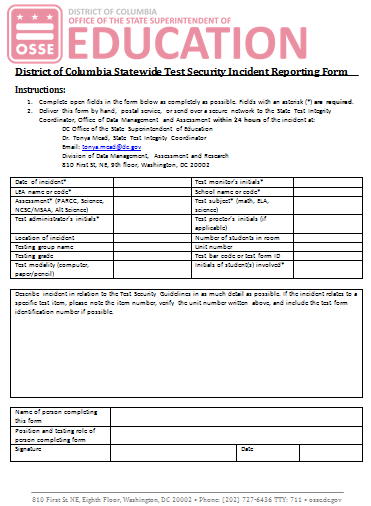 DISTRICT OF COLUMBIA
OFFICE OF THE STATE SUPERINTENDENT OF
OSSE EDUCATION
District of Columbia Statewide Test Security Incident Reporting Form
Instructions:
1. Complete open fields in the form below as completely as possible. Fields with an asterisk (*) are required.
2. Deliver this form by hand, postal service, or send over a secure network to the State Test Integrity
Coordinator, Office of Data Management and Assessment within 24 hours of the incident at:
DC Office of the State Superintendent of Education
Dr. Tonya Mead, State Test Integrity Coordinator
Email: tonya.mead@dc.gov
Division of Data Management, Assessment and Research
810 First St, NE, 9th floor, Washington, DC 20002
Date of incident* Test monitor's initials*
LEA name or code* School name or code*
Assessment* (PARCC, Science, Test subject* (math, ELA,
NCSC/MSAA, Alt Science) science)
Test administrator's initials* Test proctor's initials (if
applicable)
Location of incident Number of students in room
Testing group name Unit number
Testing grade Test bar code or test form ID
Test modality (computer, Initials of student(s) involved*
paper/pencil)
Describe incident in relation to the Test Security Guidelines in as much detail as possible. If the incident relates to a
specific test item, please note the item number, verify the unit number written above, and include the test form
identification number if possible.
Name of person completing
this form
Position and testing role of
person completing form
Signature Date
810 First St NE, Eighth Floor, Washington, DC 20002 • Phone: (202) 727-6436 TTY: 711 • osse.dc.gov